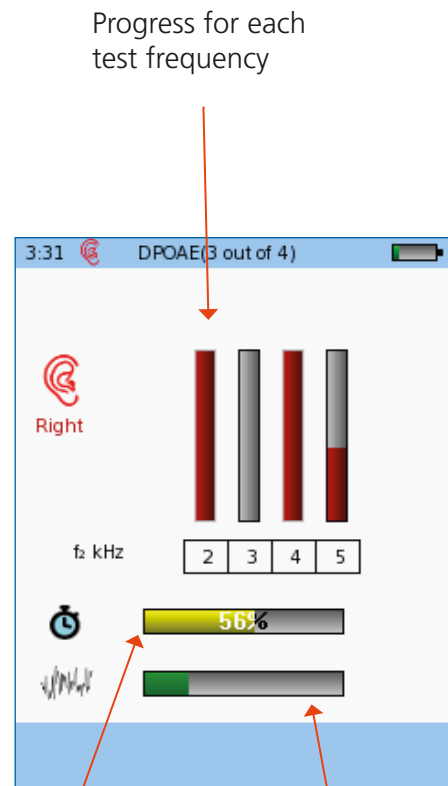 Progress for each
test frequency
3:31 DPOAE(3 out of 4)
Right
f₂ kHz 2 3 4 5
56%